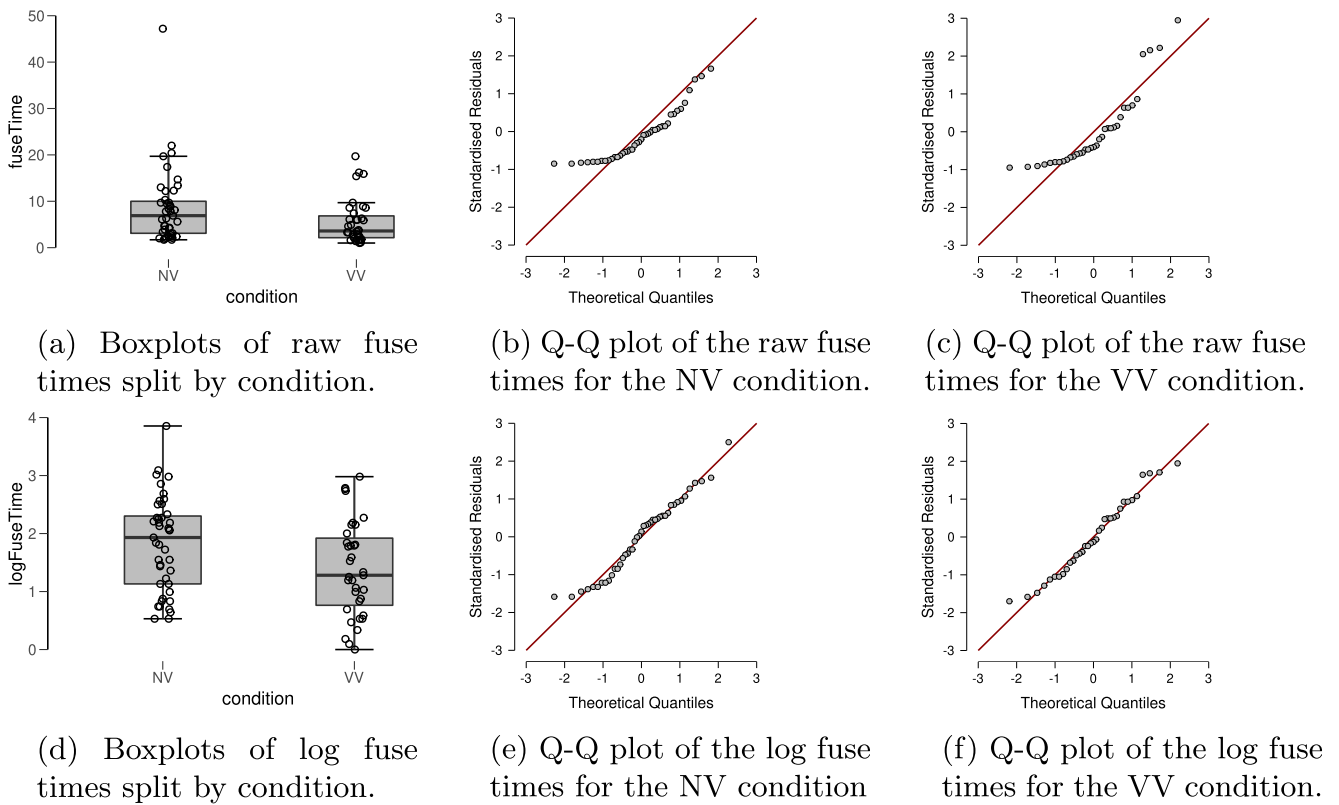 50
40
30
20
10
0
fuseTime
NV VV
condition
3
2
1
0
-1
-2
-3
Standardised Residuals
-3 -2 -1 0 1 2 3
Theoretical Quantiles
3
2
1
0
-1
-2
-3
Standardised Residuals
-3 -2 -1 0 1 2 3
Theoretical Quantiles
(a) Boxplots of raw fuse
times split by condition.
(b) Q-Q plot of the raw fuse
times for the NV condition.
(c) Q-Q plot of the raw fuse
times for the VV condition.
4
3
2
1
0
logFuseTime
NV VV
condition
3
2
1
0
-1
-2
-3
Standardised Residuals
-3 -2 -1 0 1 2 3
Theoretical Quantiles
3
2
1
0
-1
-2
-3
Standardised Residuals
-3 -2 -1 0 1 2 3
Theoretical Quantiles
(d) Boxplots of log fuse
times split by condition.
(e) Q-Q plot of the log fuse
times for the NV condition
(f) Q-Q plot of the log fuse
times for the VV condition.